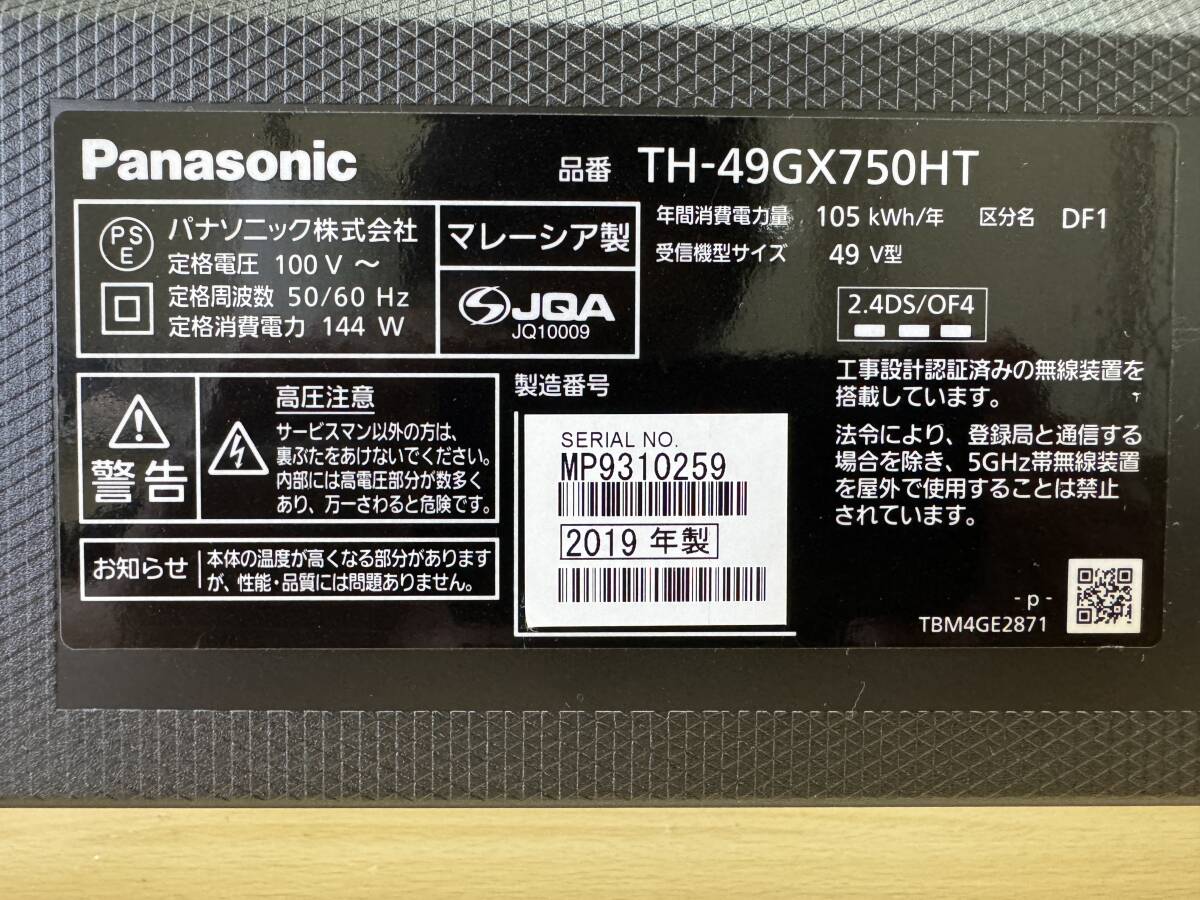 Panasonic
品番 TH-49GX750HT
PS
E
パナソニック株式会社
定格電圧 100 V ～
定格周波数 50/60 Hz
定格消費電力 144 W
マレーシア製
JQA
JQ10009
年間消費電力量 105 kWh/年 区分名 DF1
受信機型サイズ 49 V型
2.4DS/OF4
工事設計認証済みの無線装置を
搭載しています。
法令により、登録局と通信する
場合を除き、5GHz帯無線装置
を屋外で使用することは禁止
されています。
警告
高圧注意
サービスマン以外の方は、
裏ぶたをあけないでください。
内部には高電圧部分が数多く
あり、万一さわると危険です。
お知らせ
本体の温度が高くなる部分があります
が、性能・品質には問題ありません。
製造番号
SERIAL NO.
MP9310259
2019 年製
- p -
TBM4GE2871